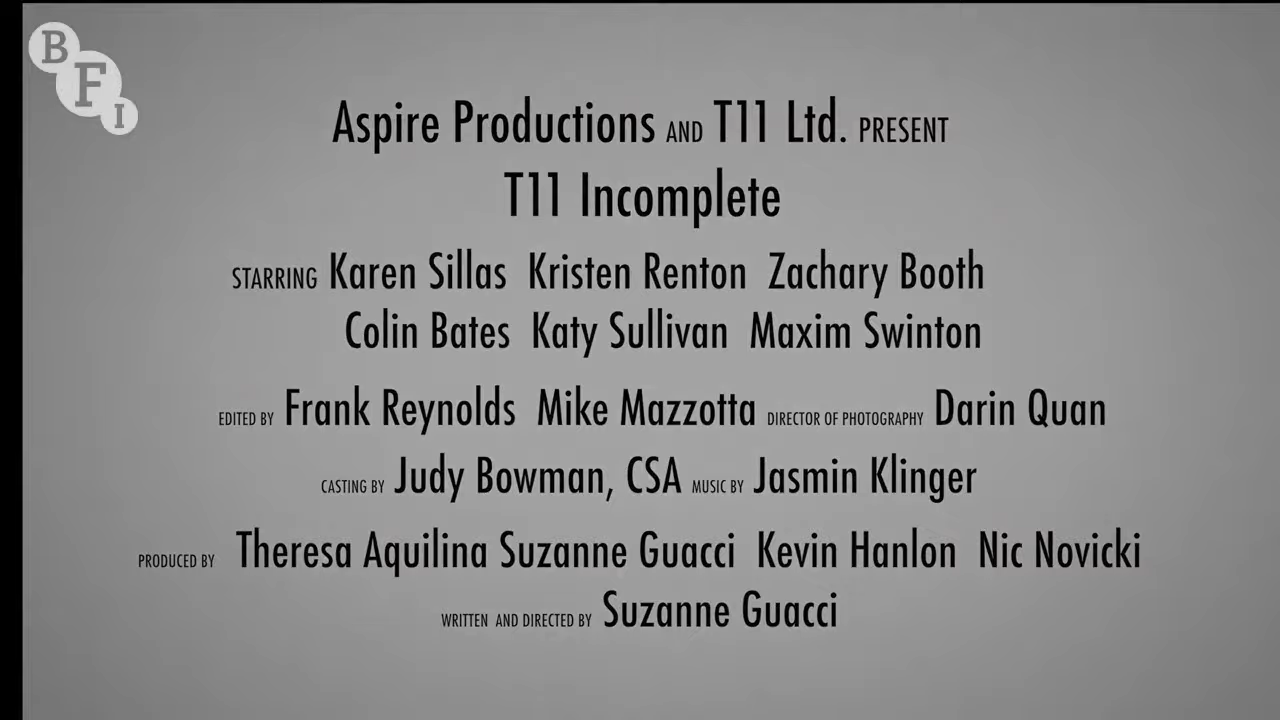 BFI
Aspire Productions AND T11 Ltd. PRESENT
T11 Incomplete
STARRING Karen Sillas Kristen Renton Zachary Booth
Colin Bates Katy Sullivan Maxim Swinton
EDITED BY Frank Reynolds Mike Mazzotta DIRECTOR OF PHOTOGRAPHY Darin Quan
CASTING BY Judy Bowman, CSA MUSIC BY Jasmin Klinger
PRODUCED BY Theresa Aquilina Suzanne Guacci Kevin Hanlon Nic Novicki
WRITTEN AND DIRECTED BY Suzanne Guacci